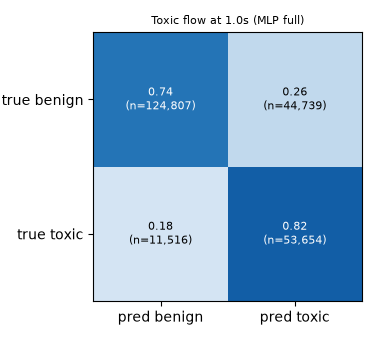 Toxic flow at 1.0s (MLP full)
true benign
0.74
(n=124,807)
0.26
(n=44,739)
true toxic
0.18
(n=11,516)
0.82
(n=53,654)
pred benign
pred toxic